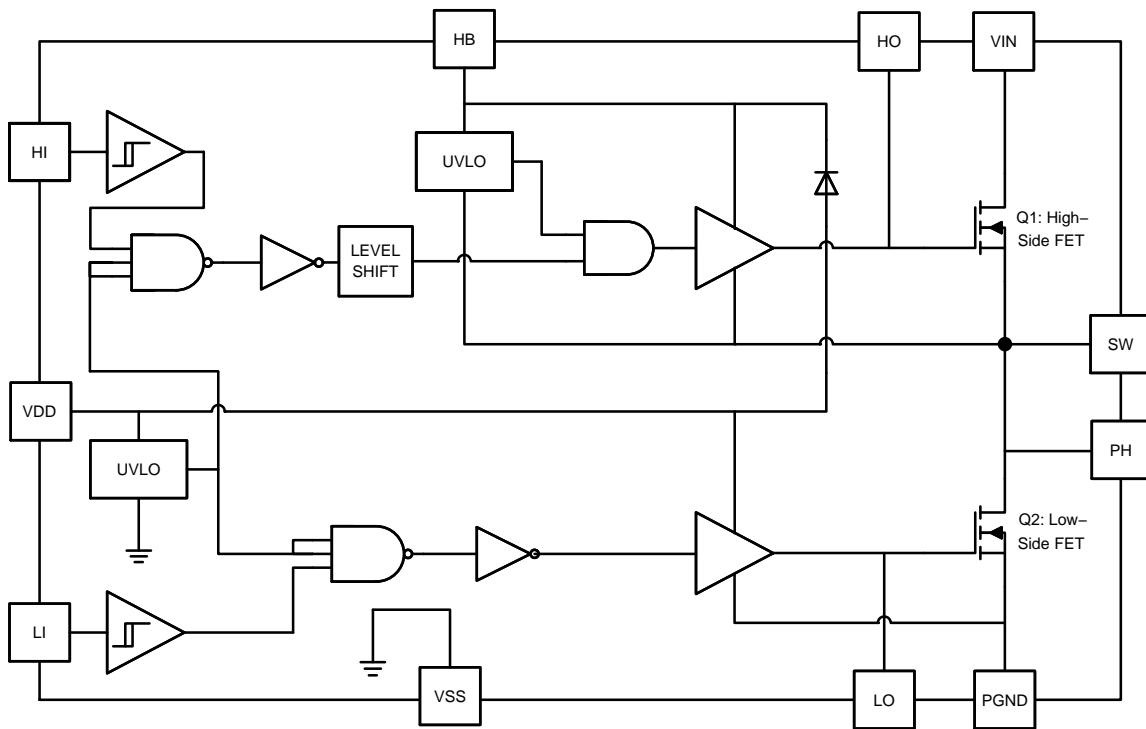 HB
HO
VIN
HI
UVLO
Q1: High–
Side FET
LEVEL
SHIFT
SW
VDD
PH
UVLO
Q2: Low–
Side FET
LI
VSS
LO
PGND